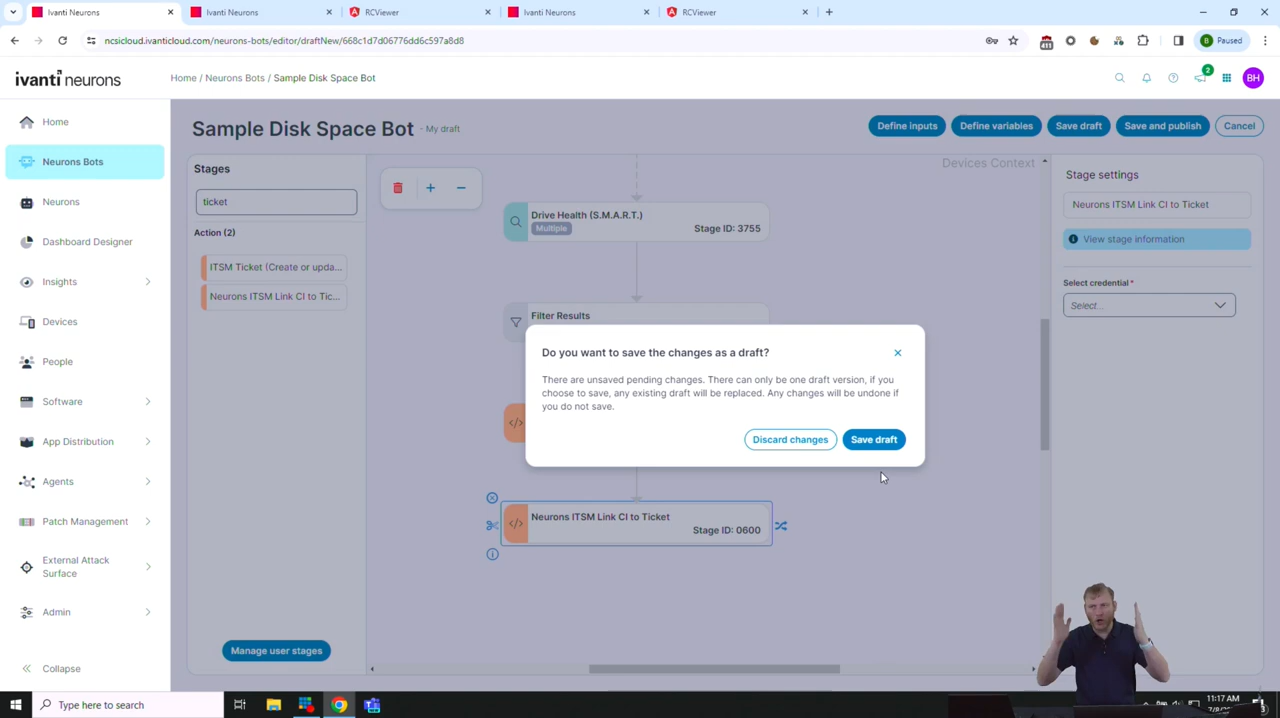 Ivanti Neurons
Ivanti Neurons
RCViewer
Ivanti Neurons
RCViewer
ncsicloud.ivanticloud.com/neurons-bots/editor/draftNew/668c1d7d06776dd6c597a8d8
411
B
Paused
ivanti neurons
Home / Neurons Bots / Sample Disk Space Bot
2
BH
Home
Neurons Bots
Neurons
Dashboard Designer
Insights
Devices
People
Software
App Distribution
Agents
Patch Management
External Attack
Surface
Admin
Collapse
Sample Disk Space Bot - My draft
Define inputs
Define variables
Save draft
Save and publish
Cancel
Stages
ticket
Action (2)
ITSM Ticket (Create or upda...
Neurons ITSM Link CI to Tic...
Manage user stages
Devices Context
Drive Health (S.M.A.R.T.)
Multiple
Stage ID: 3755
Filter Results
Do you want to save the changes as a draft?
There are unsaved pending changes. There can only be one draft version, if you
choose to save, any existing draft will be replaced. Any changes will be undone if
you do not save.
Discard changes
Save draft
Neurons ITSM Link CI to Ticket
Stage ID: 0600
Stage settings
Neurons ITSM Link CI to Ticket
View stage information
Select credential *
Select...
Type here to search
11:17 AM